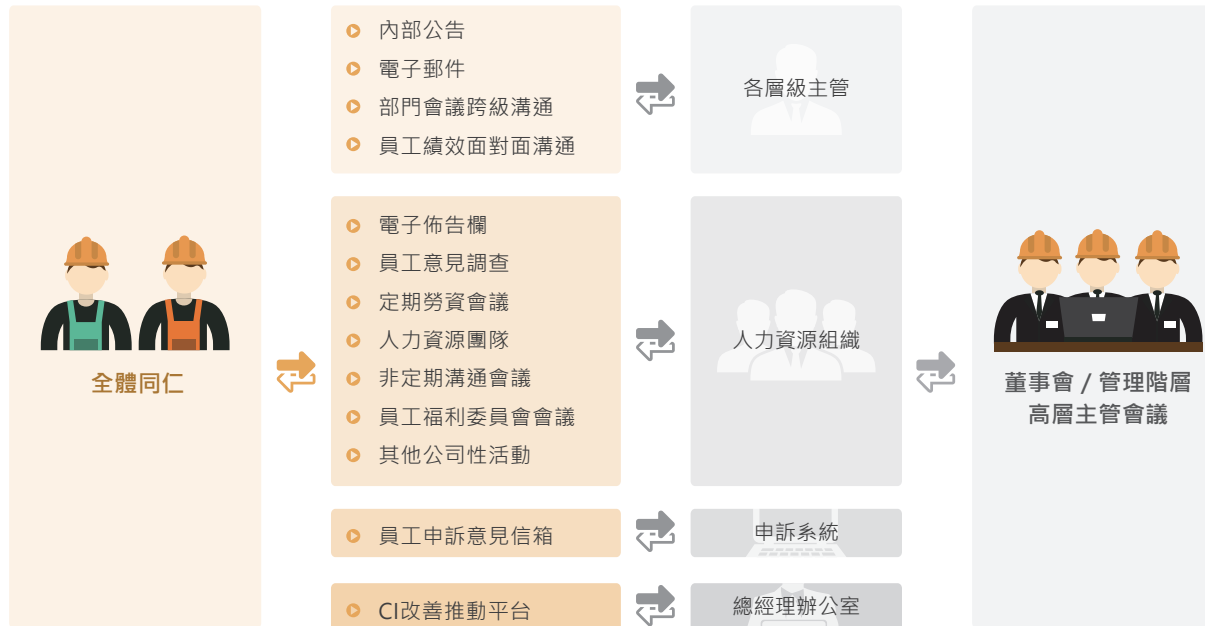 全體同仁
內部公告
電子郵件
部門會議跨級溝通
員工績效面對面溝通
各層級主管
電子佈告欄
員工意見調查
定期勞資會議
人力資源團隊
非定期溝通會議
員工福利委員會會議
其他公司性活動
人力資源組織
員工申訴意見信箱
申訴系統
CI改善推動平台
總經理辦公室
董事會 / 管理階層
高層主管會議